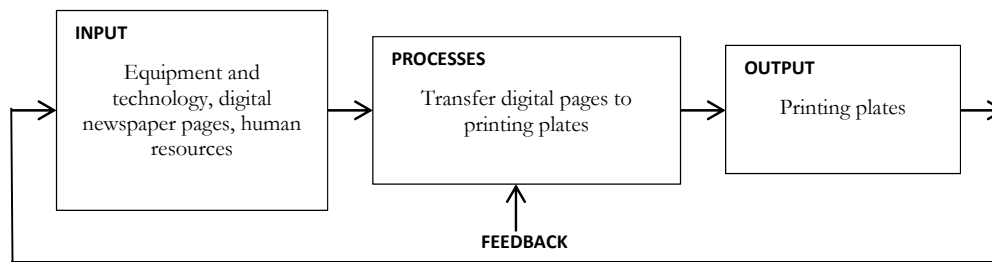 INPUT
Equipment and
technology, digital
newspaper pages, human
resources
PROCESSES
Transfer digital pages to
printing plates
OUTPUT
Printing plates
FEEDBACK